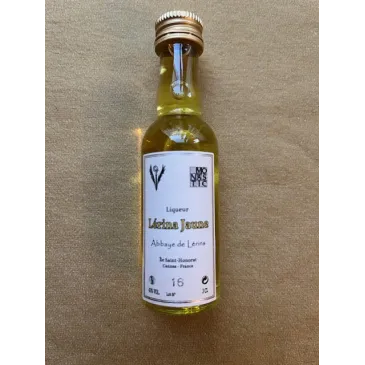 MO
NAS
TIC
Liqueur
Lérina Jaune
Abbaye de Lérins
Île Saint-Honorat
Cannes - France
16